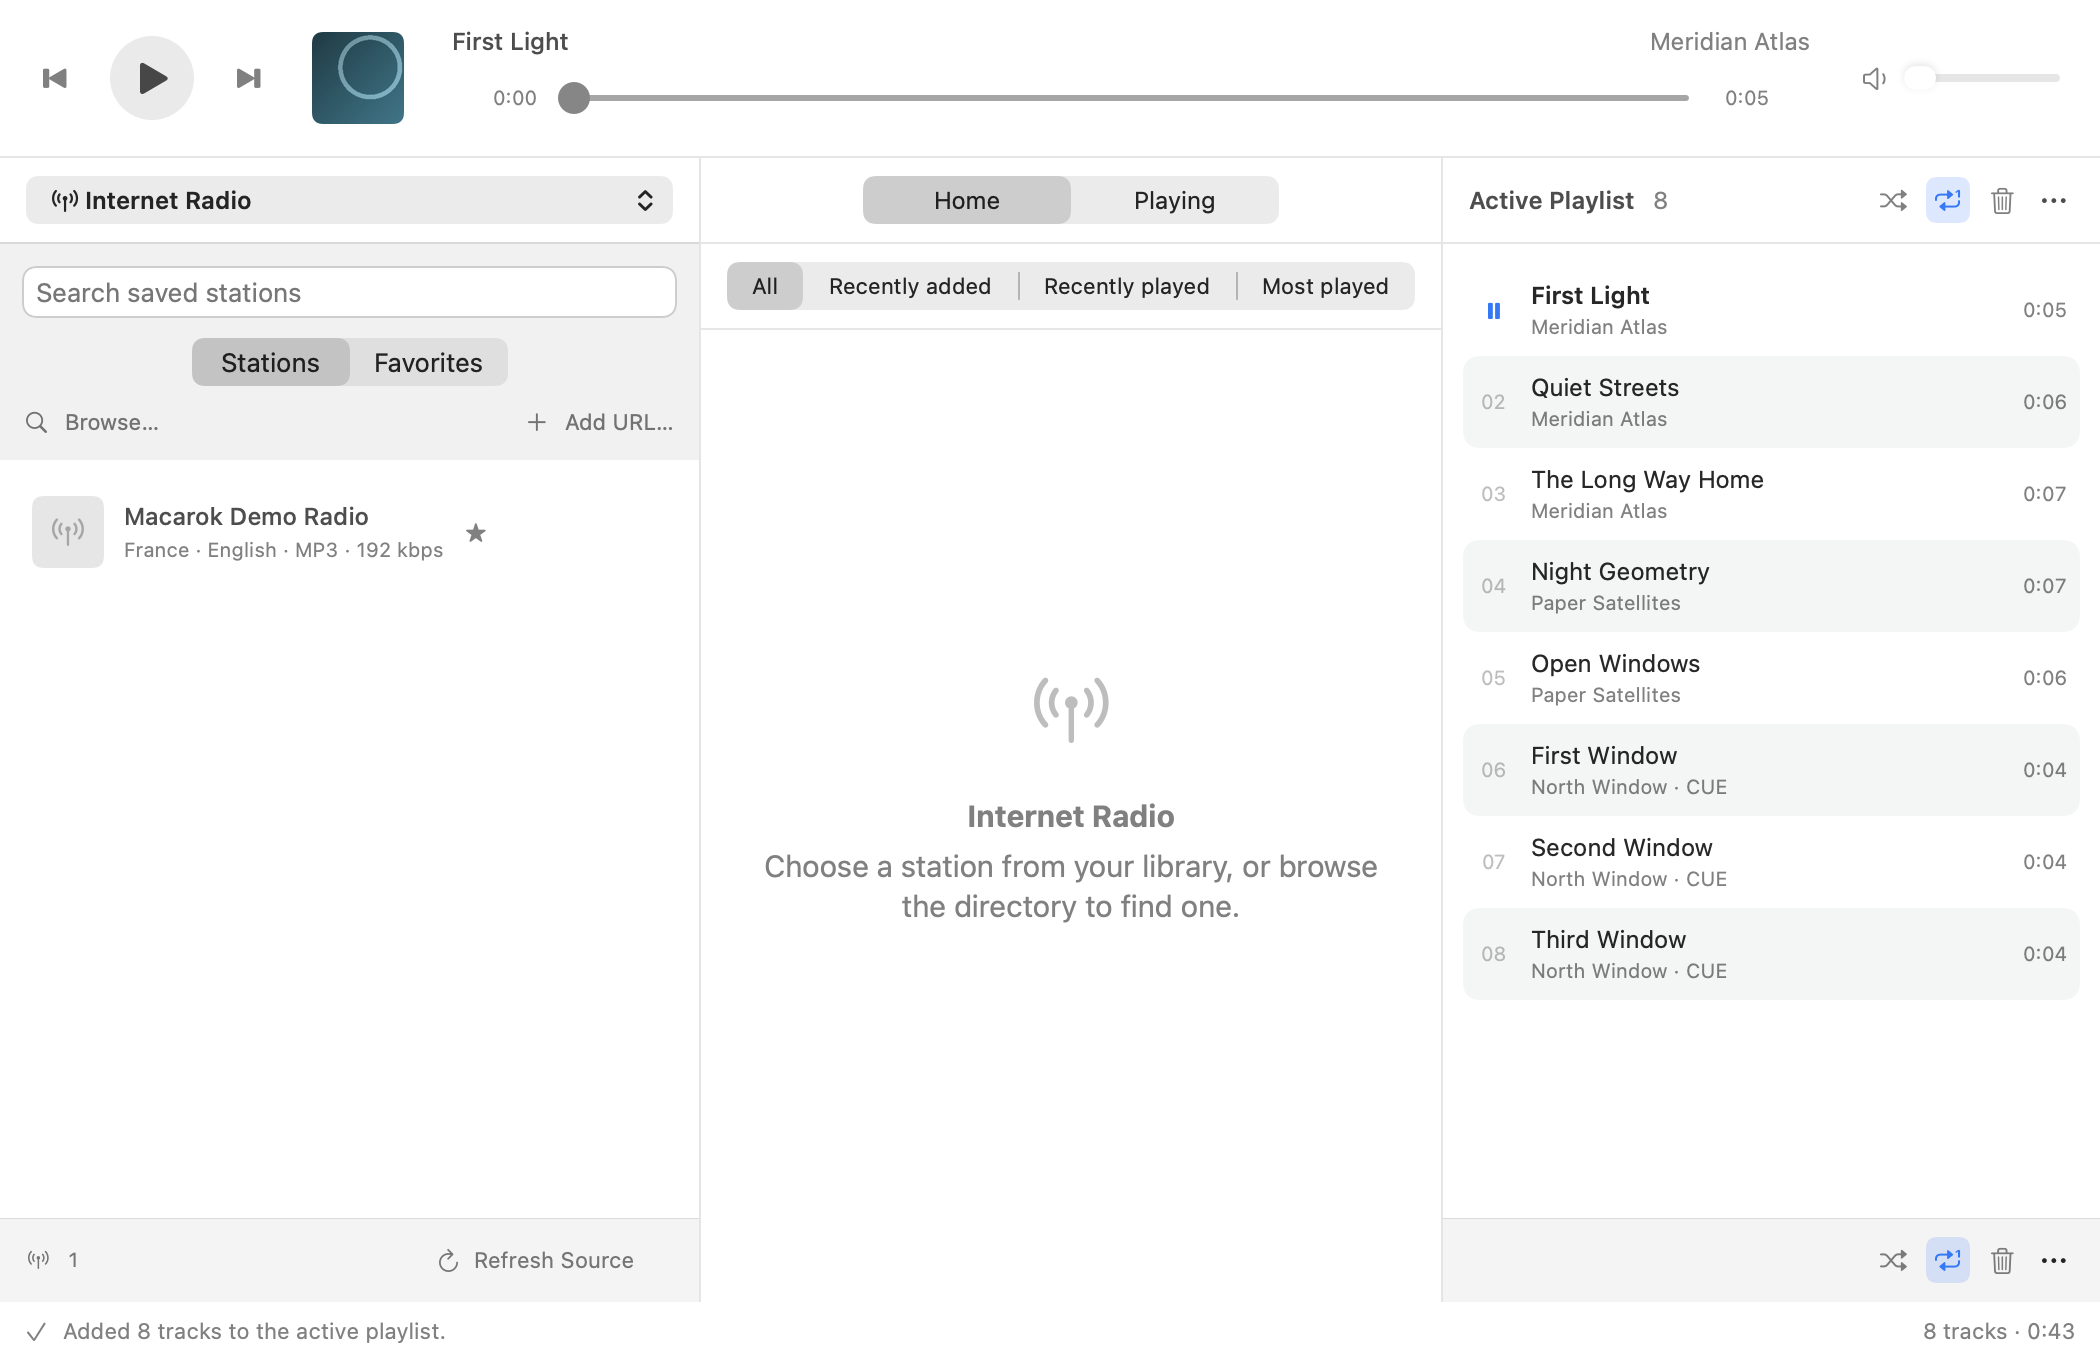 First Light
Meridian Atlas
0:00
0:05
Internet Radio
Home
Playing
Active Playlist 8
Search saved stations
Stations
Favorites
Browse...
Add URL...
Macarok Demo Radio
France · English · MP3 · 192 kbps
All
Recently added
Recently played
Most played
Internet Radio
Choose a station from your library, or browse
the directory to find one.
First Light
Meridian Atlas
0:05
02
Quiet Streets
Meridian Atlas
0:06
03
The Long Way Home
Meridian Atlas
0:07
04
Night Geometry
Paper Satellites
0:07
05
Open Windows
Paper Satellites
0:06
06
First Window
North Window · CUE
0:04
07
Second Window
North Window · CUE
0:04
08
Third Window
North Window · CUE
0:04
1
Refresh Source
Added 8 tracks to the active playlist.
8 tracks · 0:43